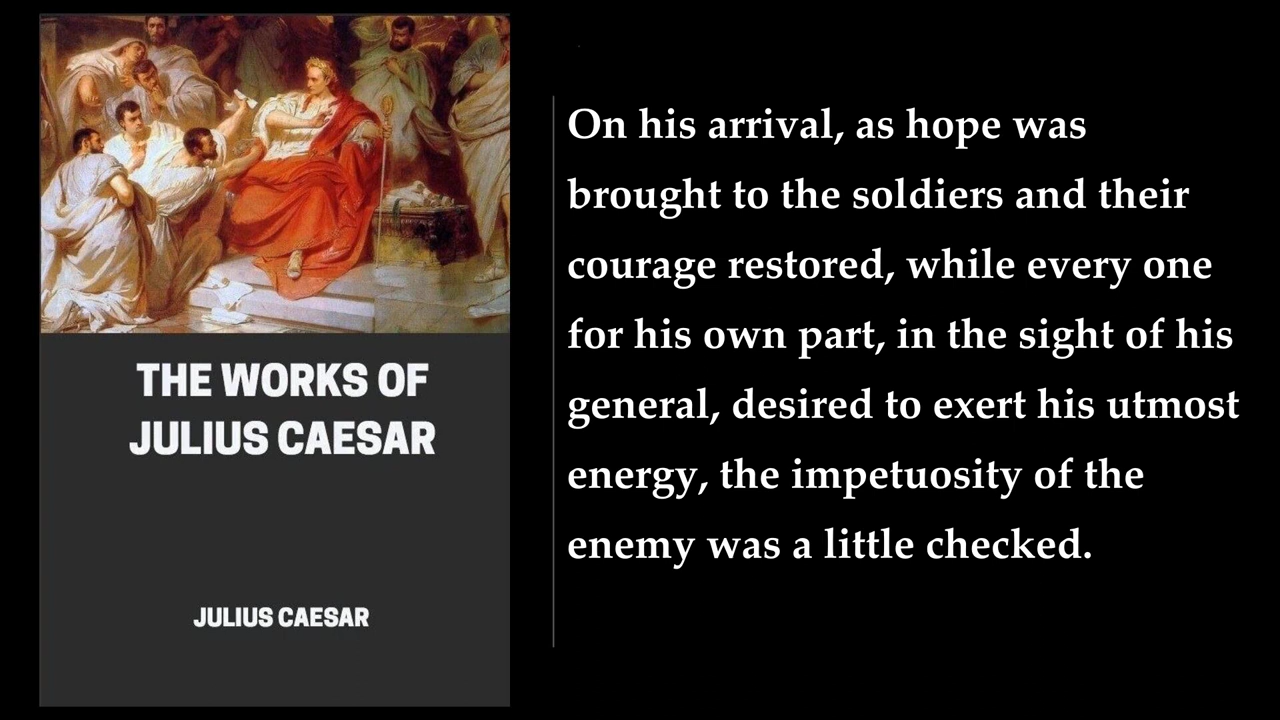 THE WORKS OF
JULIUS CAESAR
JULIUS CAESAR
On his arrival, as hope was
brought to the soldiers and their
courage restored, while every one
for his own part, in the sight of his
general, desired to exert his utmost
energy, the impetuosity of the
enemy was a little checked.